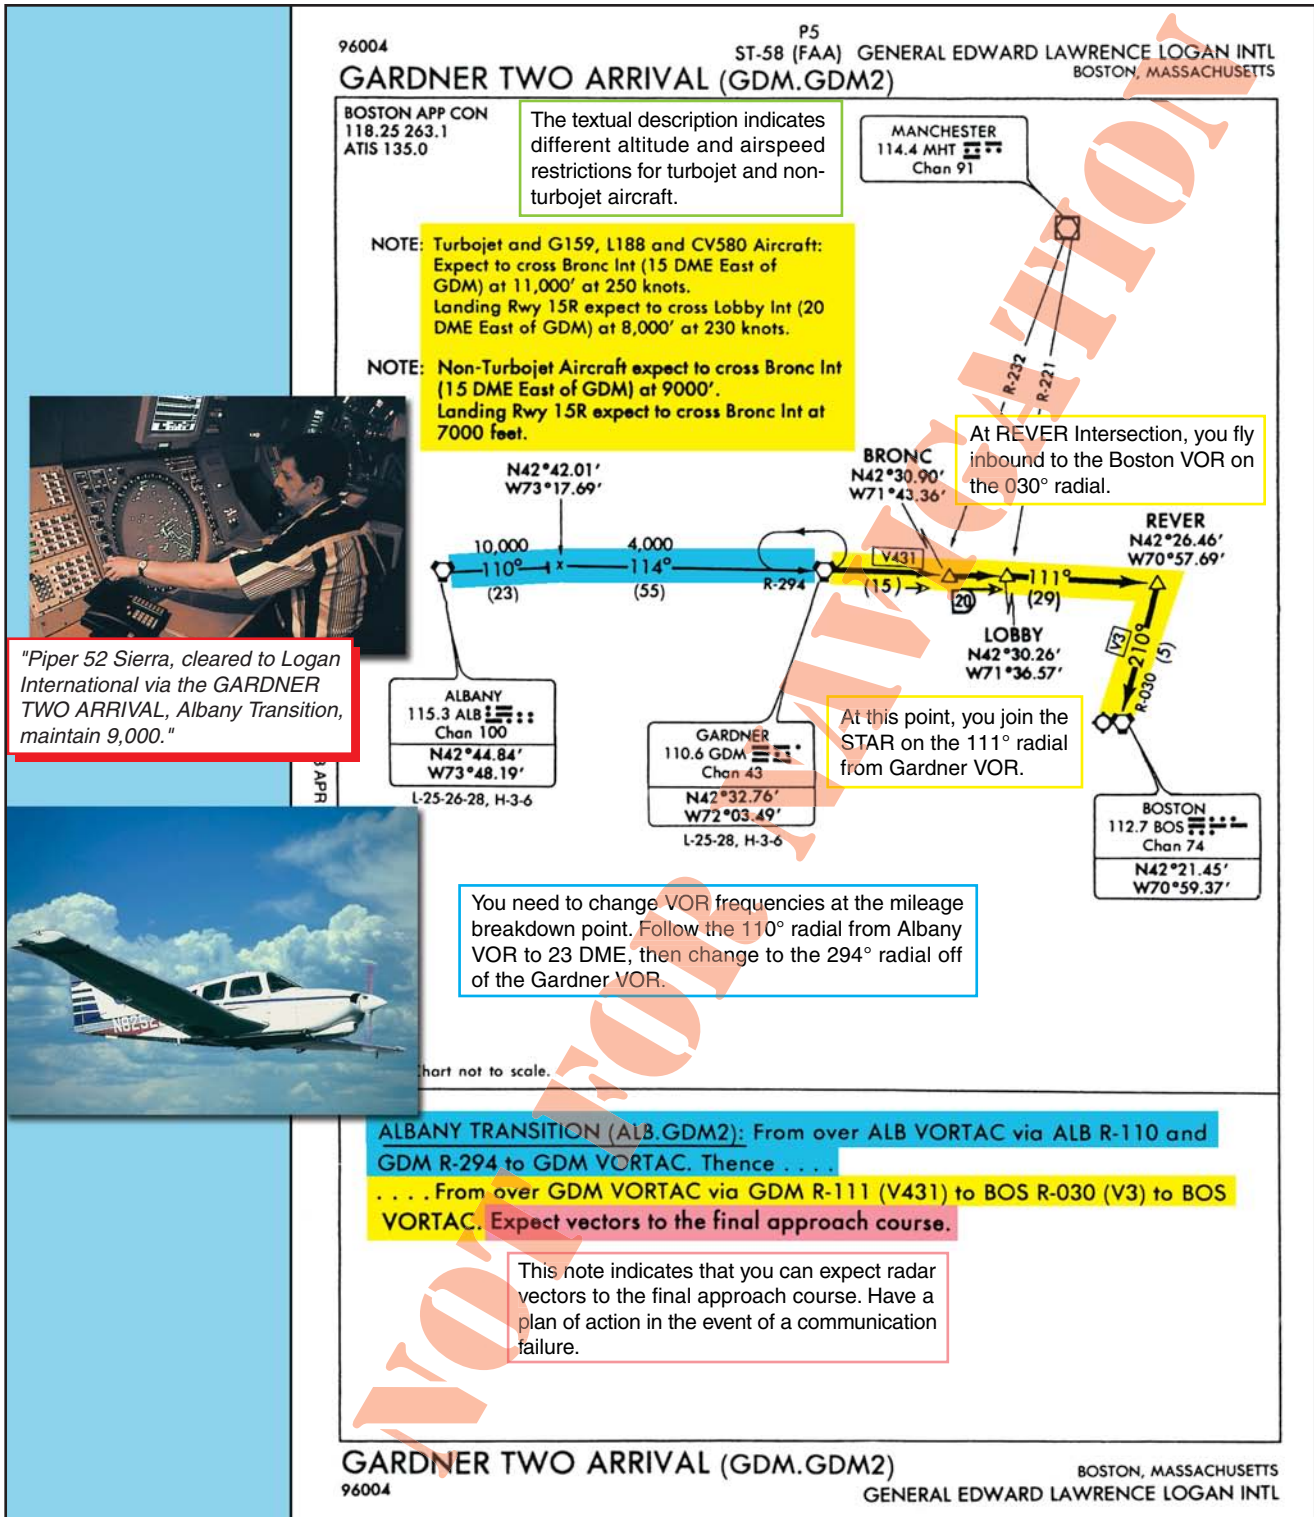 P5
96004
ST-58 (FAA) GENERAL EDWARD LAWRENCE LOGAN INTL
GARDNER TWO ARRIVAL (GDM.GDM2)
BOSTON, MASSACHUSETTS
BOSTON APP CON
118.25 263.1
ATIS 135.0
The textual description indicates
different altitude and airspeed
restrictions for turbojet and non-
turbojet aircraft.
MANCHESTER
114.4 MHT
Chan 91
NOTE: Turbojet and G159, L188 and CV580 Aircraft:
Expect to cross Bronc Int (15 DME East of
GDM) at 11,000' at 250 knots.
Landing Rwy 15R expect to cross Lobby Int (20
DME East of GDM) at 8,000' at 230 knots.
NOTE: Non-Turbojet Aircraft expect to cross Bronc Int
(15 DME East of GDM) at 9000'.
Landing Rwy 15R expect to cross Bronc Int at
7000 feet.
R-232
R-221
At REVER Intersection, you fly
inbound to the Boston VOR on
the 030° radial.
N42°42.01'
W73°17.69'
BRONC
N42°30.90'
W71°43.36'
REVER
N42°26.46'
W70°57.69'
10,000
110°
(23)
x
4,000
114°
(55)
R-294
V431
(15)
20
111°
(29)
LOBBY
N42°30.26'
W71°36.57'
V3
210°
(5)
R-030
"Piper 52 Sierra, cleared to Logan
International via the GARDNER
TWO ARRIVAL, Albany Transition,
maintain 9,000."
APR
ALBANY
115.3 ALB
Chan 100
N42°44.84'
W73°48.19'
L-25-26-28, H-3-6
GARDNER
110.6 GDM
Chan 43
N42°32.76'
W72°03.49'
L-25-28, H-3-6
At this point, you join the
STAR on the 111° radial
from Gardner VOR.
BOSTON
112.7 BOS
Chan 74
N42°21.45'
W70°59.37'
You need to change VOR frequencies at the mileage
breakdown point. Follow the 110° radial from Albany
VOR to 23 DME, then change to the 294° radial off
of the Gardner VOR.
hart not to scale.
ALBANY TRANSITION (ALB.GDM2): From over ALB VORTAC via ALB R-110 and
GDM R-294 to GDM VORTAC. Thence . . . .
. . . . From over GDM VORTAC via GDM R-111 (V431) to BOS R-030 (V3) to BOS
VORTAC. Expect vectors to the final approach course.
This note indicates that you can expect radar
vectors to the final approach course. Have a
plan of action in the event of a communication
failure.
NOT FOR NAVIGATION
GARDNER TWO ARRIVAL (GDM.GDM2)
BOSTON, MASSACHUSETTS
96004
GENERAL EDWARD LAWRENCE LOGAN INTL